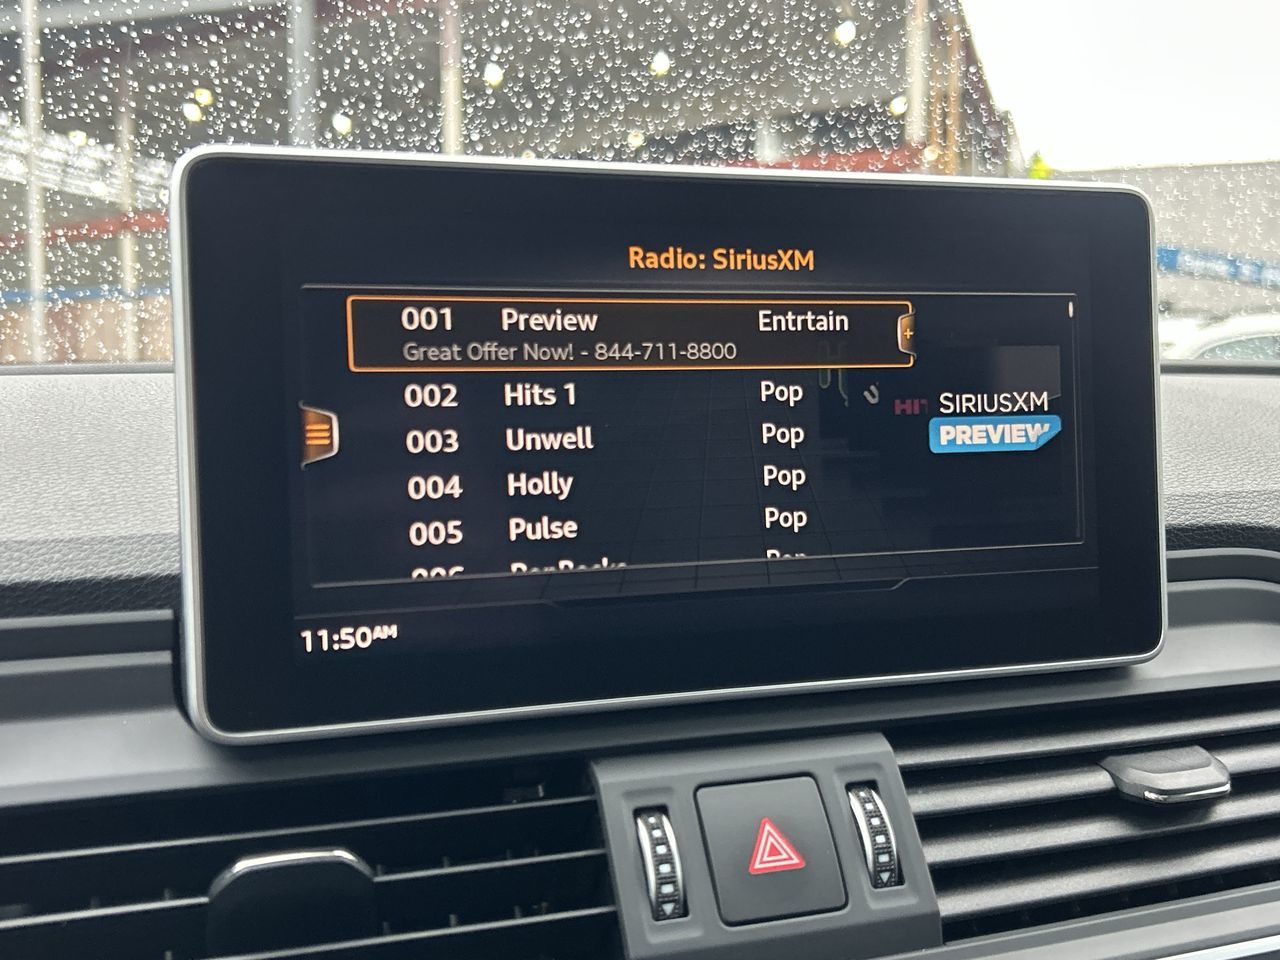 Radio: SiriusXM
001 Preview Entrtain
Great Offer Now! - 844-711-8800
002 Hits 1 Pop
003 Unwell Pop
004 Holly Pop
005 Pulse Pop
SIRIUSXM
PREVIEW
11:50AM